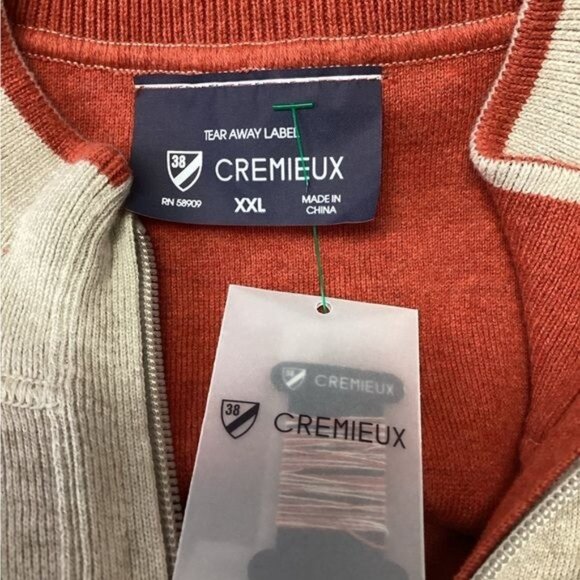 TEAR AWAY LABEL
38 CREMIEUX
RN 58909 XXL MADE IN
CHINA
CREMIEUX
38 CREMIEUX